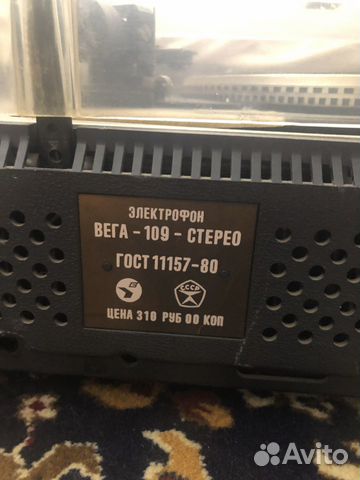 ЭЛЕКТРОФОН
ВЕГА - 109 - СТЕРЕО
ГОСТ 11157-80
СССР
ЦЕНА 310 РУБ 00 КОП
Avito